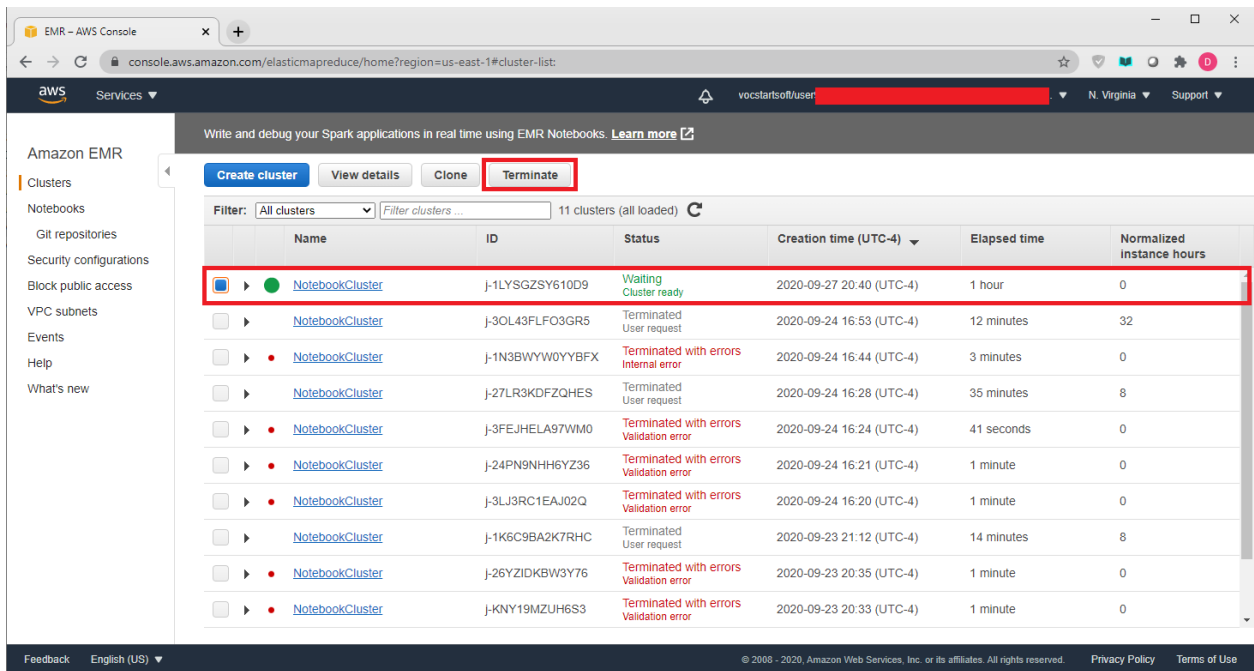 EMR – AWS Console
console.aws.amazon.com/elasticmapreduce/home?region=us-east-1#cluster-list:
D
aws Services vocstartsoft/user N. Virginia Support
Write and debug your Spark applications in real time using EMR Notebooks. Learn more
Amazon EMR
Clusters
Notebooks
Git repositories
Security configurations
Block public access
VPC subnets
Events
Help
What's new
Create cluster View details Clone Terminate
Filter: All clusters Filter clusters ... 11 clusters (all loaded)
Name ID Status Creation time (UTC-4) Elapsed time Normalized instance hours
NotebookCluster j-1LYSGZSY610D9 Waiting Cluster ready 2020-09-27 20:40 (UTC-4) 1 hour 0
NotebookCluster j-3OL43FLFO3GR5 Terminated User request 2020-09-24 16:53 (UTC-4) 12 minutes 32
NotebookCluster j-1N3BWYW0YYBFX Terminated with errors Internal error 2020-09-24 16:44 (UTC-4) 3 minutes 0
NotebookCluster j-27LR3KDFZQHES Terminated User request 2020-09-24 16:28 (UTC-4) 35 minutes 8
NotebookCluster j-3FEJHELA97WM0 Terminated with errors Validation error 2020-09-24 16:24 (UTC-4) 41 seconds 0
NotebookCluster j-24PN9NHH6YZ36 Terminated with errors Validation error 2020-09-24 16:21 (UTC-4) 1 minute 0
NotebookCluster j-3LJ3RC1EAJ02Q Terminated with errors Validation error 2020-09-24 16:20 (UTC-4) 1 minute 0
NotebookCluster j-1K6C9BA2K7RHC Terminated User request 2020-09-23 21:12 (UTC-4) 14 minutes 8
NotebookCluster j-26YZIDKBW3Y76 Terminated with errors Validation error 2020-09-23 20:35 (UTC-4) 1 minute 0
NotebookCluster j-KNY19MZUH6S3 Terminated with errors Validation error 2020-09-23 20:33 (UTC-4) 1 minute 0
Feedback English (US) © 2008 - 2020, Amazon Web Services, Inc. or its affiliates. All rights reserved. Privacy Policy Terms of Use